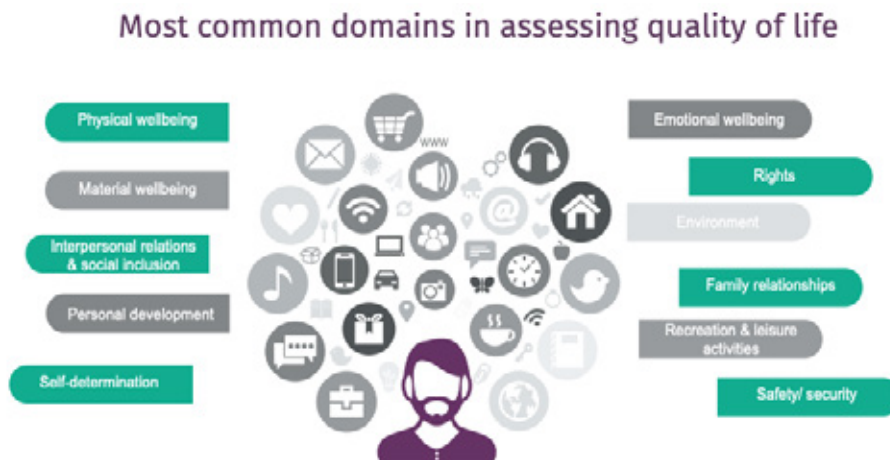 Most common domains in assessing quality of life
Physical wellbeing
Material wellbeing
Interpersonal relations
& social inclusion
Personal development
Self-determination
www
@
Emotional wellbeing
Rights
Environment
Family relationships
Recreation & leisure
activities
Safety/ security